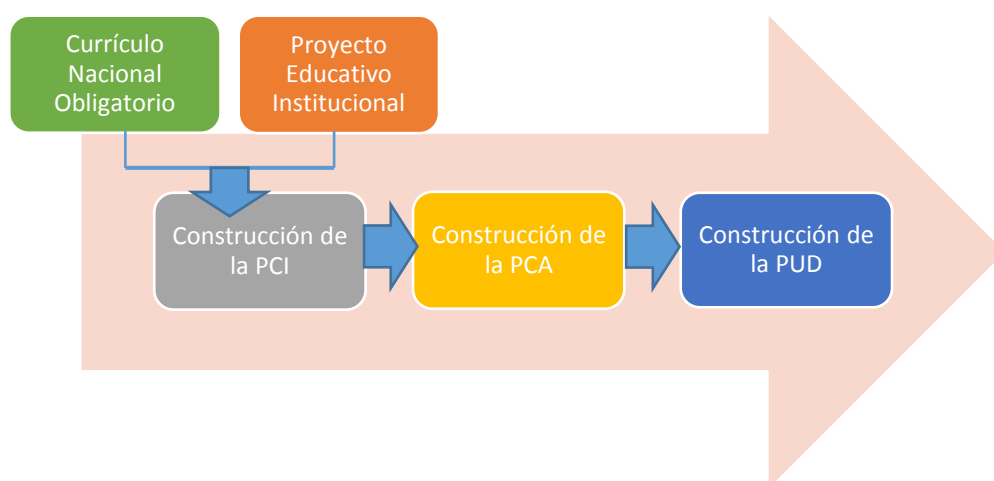 Currículo
Nacional
Obligatorio
Proyecto
Educativo
Institucional
Construcción de
la PCI
Construcción de
la PCA
Construcción de
la PUD